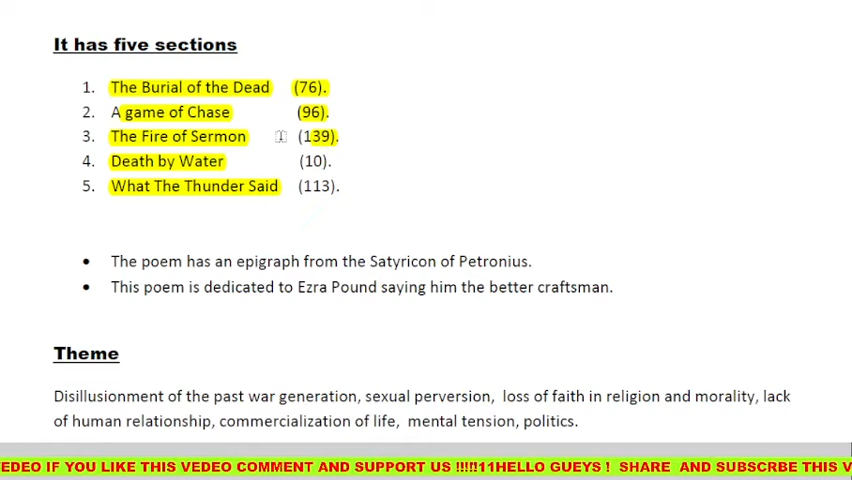 It has five sections
1. The Burial of the Dead (76).
2. A game of Chase (96).
3. The Fire of Sermon (139).
4. Death by Water (10).
5. What The Thunder Said (113).
• The poem has an epigraph from the Satyricon of Petronius.
• This poem is dedicated to Ezra Pound saying him the better craftsman.
Theme
Disillusionment of the past war generation, sexual perversion, loss of faith in religion and morality, lack
of human relationship, commercialization of life, mental tension, politics.
EDEO IF YOU LIKE THIS VEDEO COMMENT AND SUPPORT US !!!!!11HELLO GUEYS ! SHARE AND SUBSCRBE THIS V